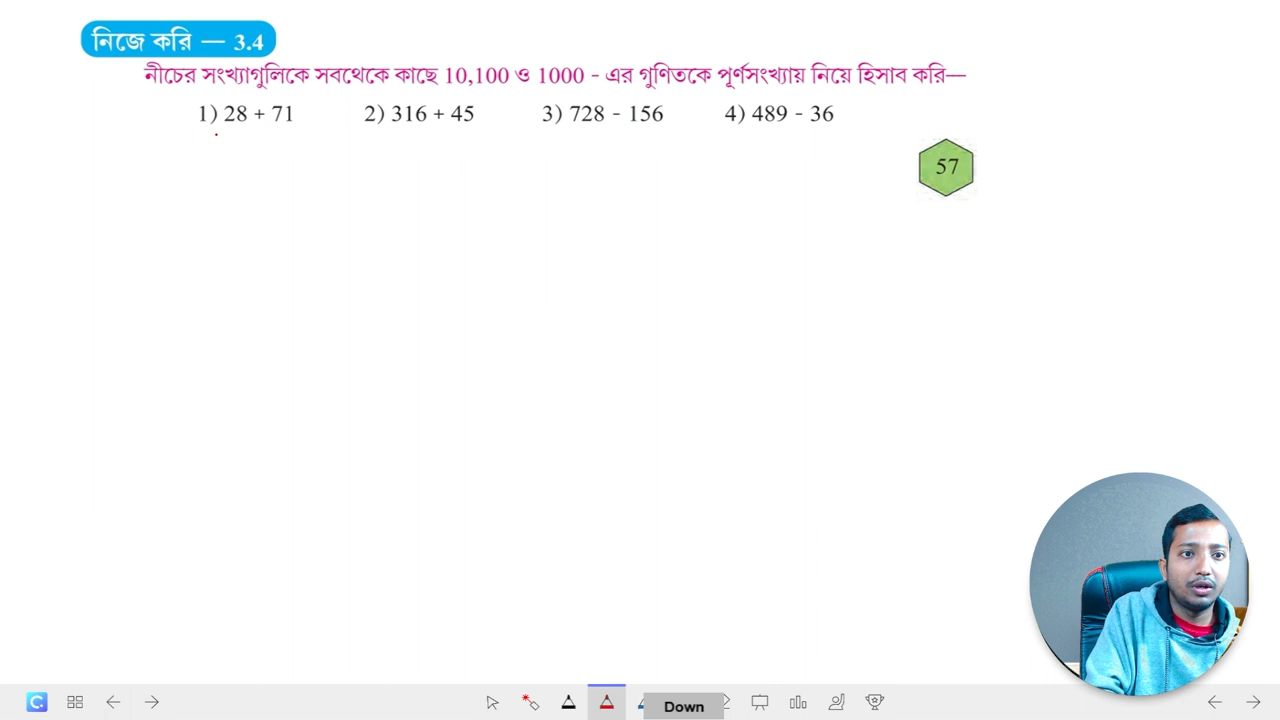 নিজে করি — 3.4
নীচের সংখ্যাগুলিকে সবথেকে কাছে 10,100 ও 1000 - এর গুণিতকে পূর্ণসংখ্যায় নিয়ে হিসাব করি—
1) 28 + 71 2) 316 + 45 3) 728 - 156 4) 489 - 36
57
Down